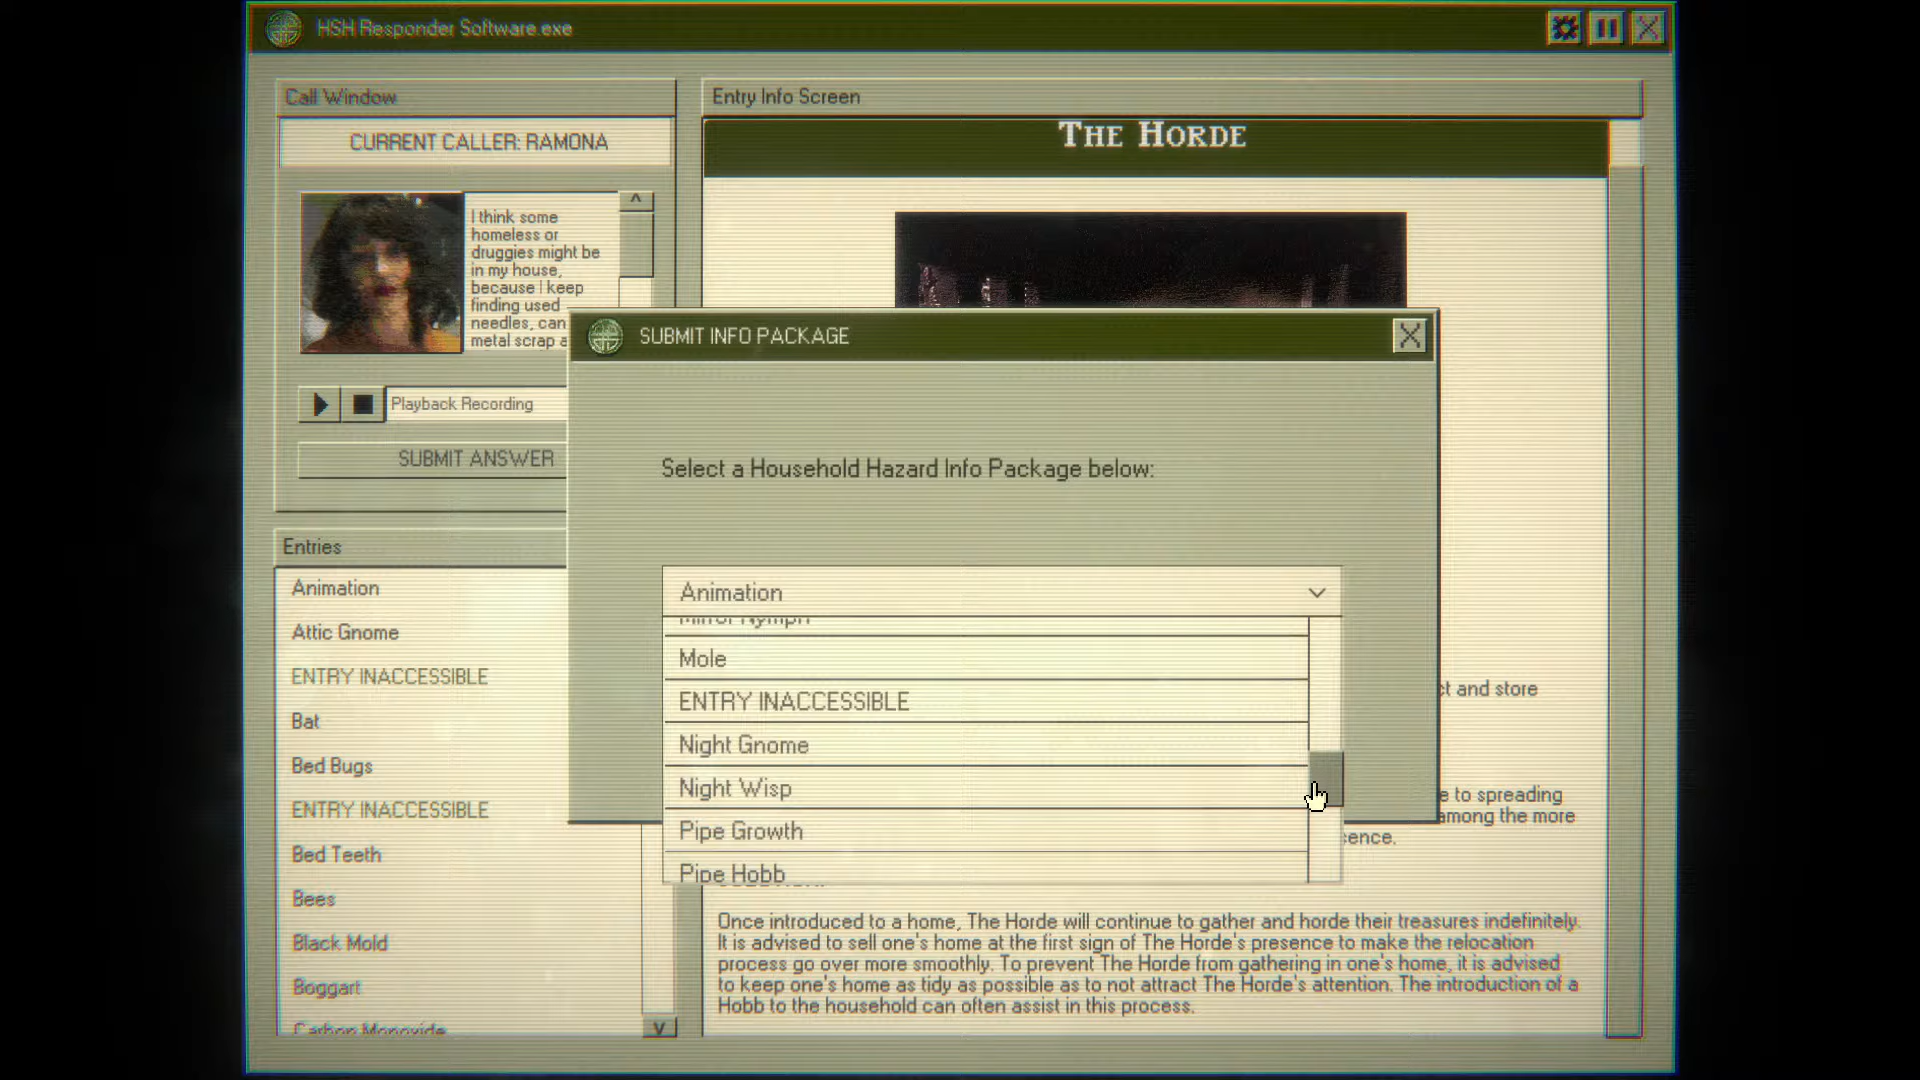 HSH Responder Software.exe
Call Window
CURRENT CALLER: RAMONA
I think some
homeless or
druggies might be
in my house,
because I keep
finding used
needles, can
metal scrap a
Playback Recording
SUBMIT ANSWER
Entries
Animation
Attic Gnome
ENTRY INACCESSIBLE
Bat
Bed Bugs
ENTRY INACCESSIBLE
Bed Teeth
Bees
Black Mold
Boggart
Carbon Monoxide
Entry Info Screen
THE HORDE
SUBMIT INFO PACKAGE
Select a Household Hazard Info Package below:
Animation
Mirror Nymph
Mole
ENTRY INACCESSIBLE
Night Gnome
Night Wisp
Pipe Growth
Pipe Hobb
ct and store
e to spreading
among the more
sence.
Once introduced to a home, The Horde will continue to gather and horde their treasures indefinitely.
It is advised to sell one's home at the first sign of The Horde's presence to make the relocation
process go over more smoothly. To prevent The Horde from gathering in one's home, it is advised
to keep one's home as tidy as possible as to not attract The Horde's attention. The introduction of a
Hobb to the household can often assist in this process.